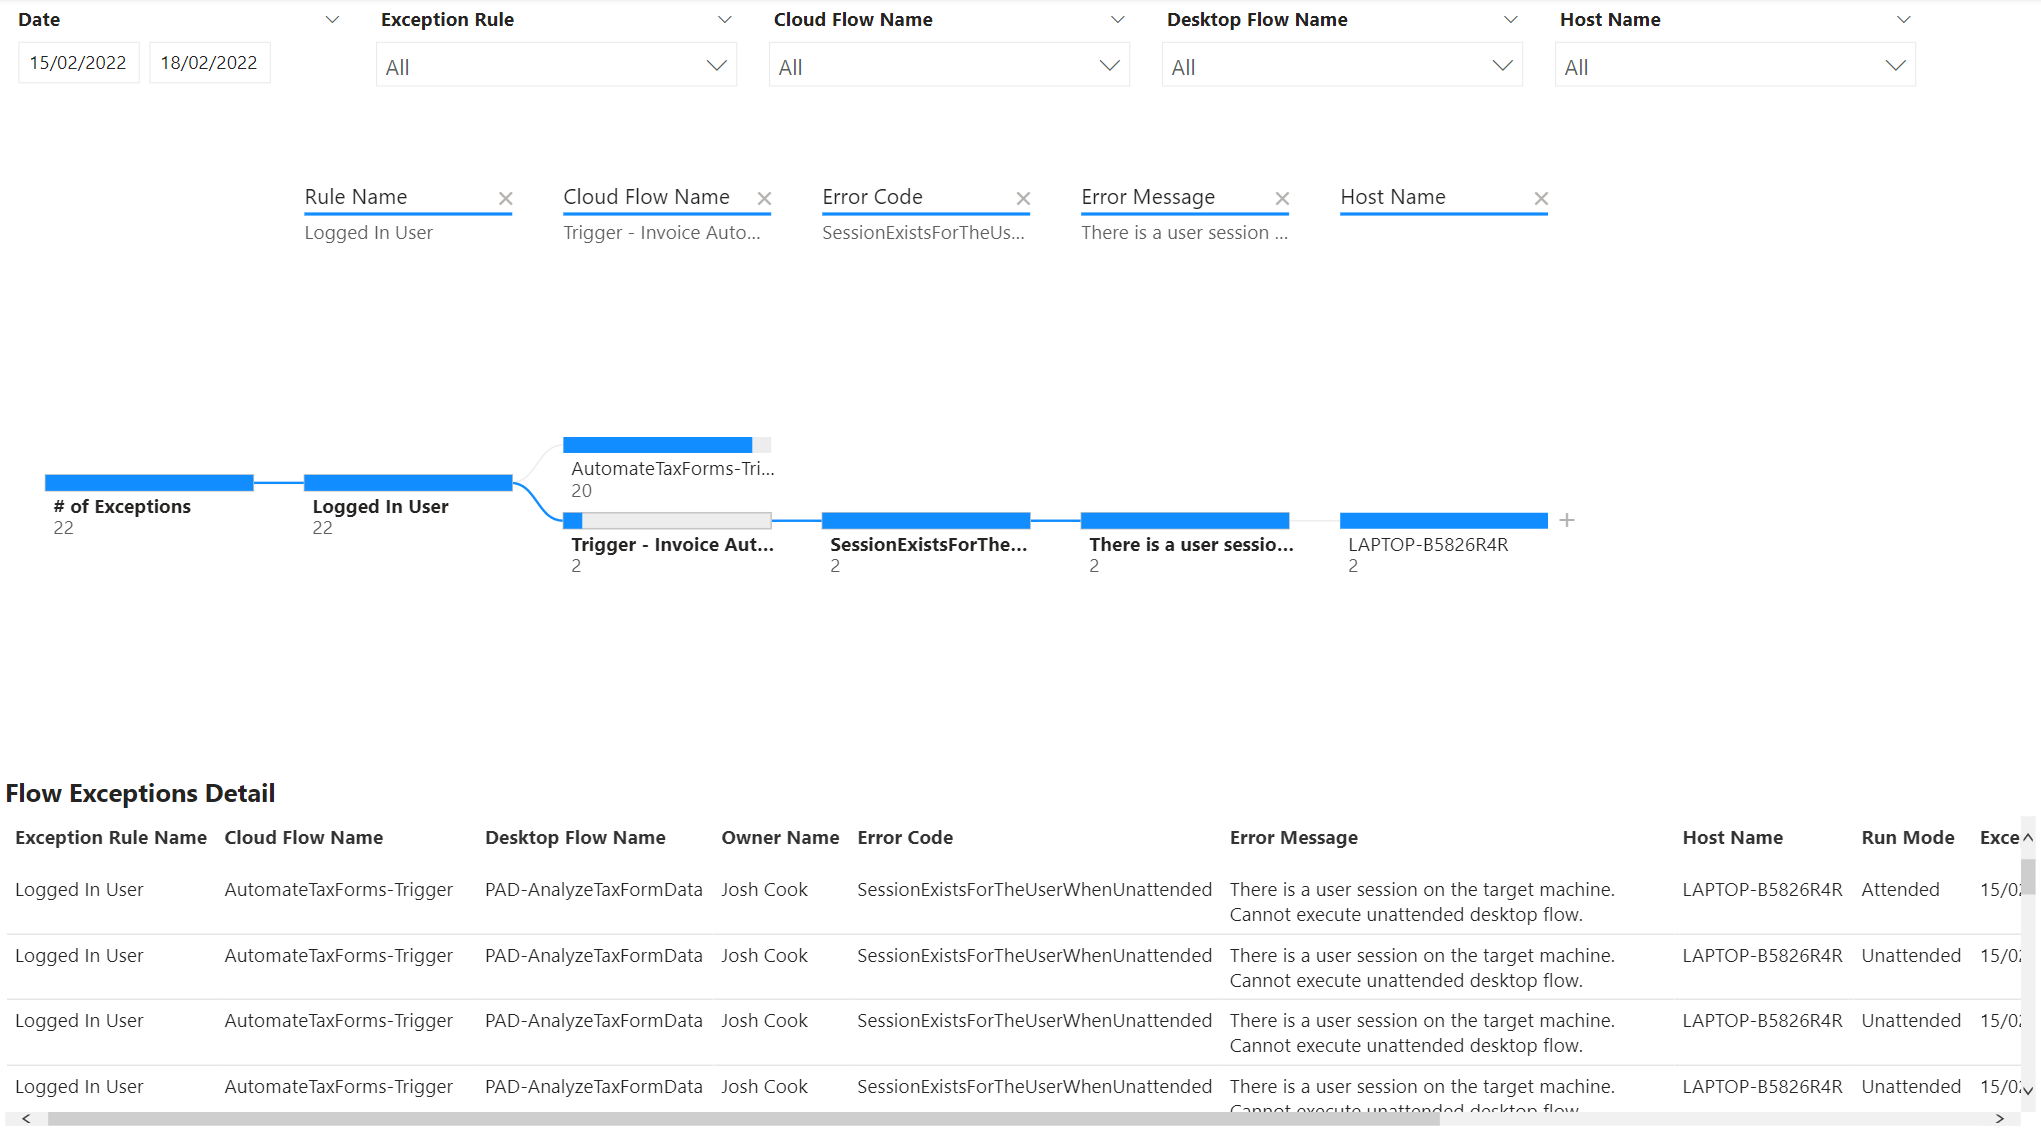 Date
Exception Rule
Cloud Flow Name
Desktop Flow Name
Host Name
15/02/2022
18/02/2022
All
All
All
All
Rule Name
Cloud Flow Name
Error Code
Error Message
Host Name
Logged In User
Trigger - Invoice Auto...
SessionExistsForTheUs...
There is a user session ...
AutomateTaxForms-Tri...
20
# of Exceptions
22
Logged In User
22
Trigger - Invoice Aut...
2
SessionExistsForThe...
2
There is a user sessio...
2
LAPTOP-B5826R4R
2
Flow Exceptions Detail
Exception Rule Name Cloud Flow Name Desktop Flow Name Owner Name Error Code Error Message Host Name Run Mode Exce
Logged In User AutomateTaxForms-Trigger PAD-AnalyzeTaxFormData Josh Cook SessionExistsForTheUserWhenUnattended There is a user session on the target machine. LAPTOP-B5826R4R Attended 15/02
Cannot execute unattended desktop flow.
Logged In User AutomateTaxForms-Trigger PAD-AnalyzeTaxFormData Josh Cook SessionExistsForTheUserWhenUnattended There is a user session on the target machine. LAPTOP-B5826R4R Unattended 15/02
Cannot execute unattended desktop flow.
Logged In User AutomateTaxForms-Trigger PAD-AnalyzeTaxFormData Josh Cook SessionExistsForTheUserWhenUnattended There is a user session on the target machine. LAPTOP-B5826R4R Unattended 15/02
Cannot execute unattended desktop flow.
Logged In User AutomateTaxForms-Trigger PAD-AnalyzeTaxFormData Josh Cook SessionExistsForTheUserWhenUnattended There is a user session on the target machine. LAPTOP-B5826R4R Unattended 15/02
Cannot execute unattended desktop flow.